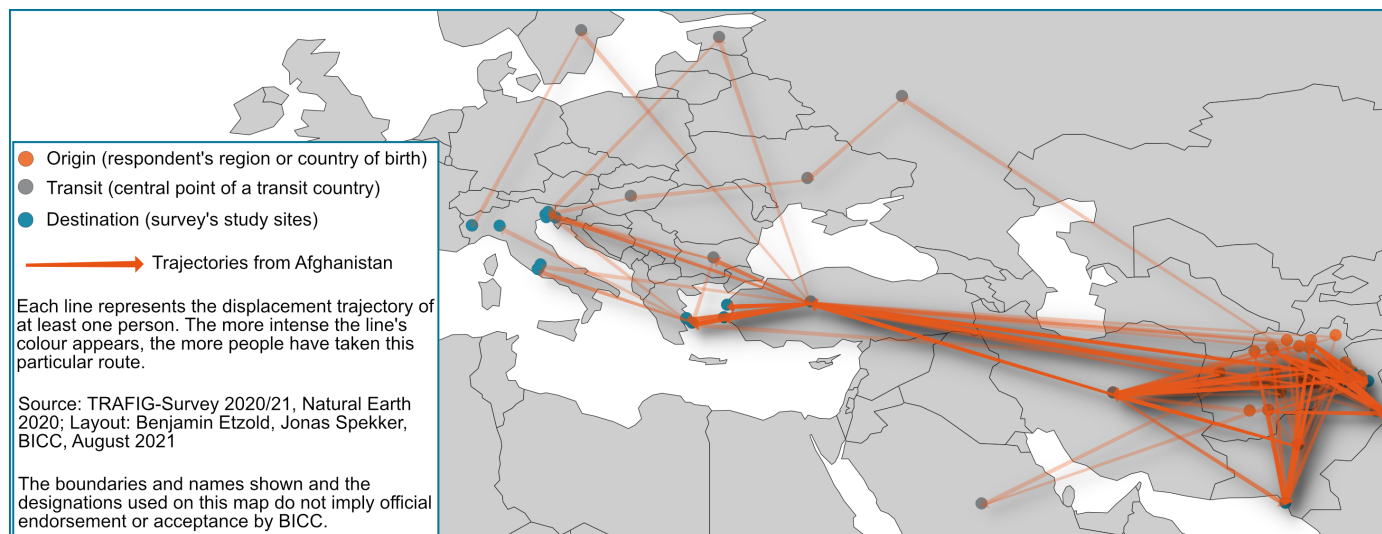 Origin (respondent's region or country of birth)
Transit (central point of a transit country)
Destination (survey's study sites)
Trajectories from Afghanistan
Each line represents the displacement trajectory of
at least one person. The more intense the line's
colour appears, the more people have taken this
particular route.
Source: TRAFIG-Survey 2020/21, Natural Earth
2020; Layout: Benjamin Etzold, Jonas Spekker,
BICC, August 2021
The boundaries and names shown and the
designations used on this map do not imply official
endorsement or acceptance by BICC.